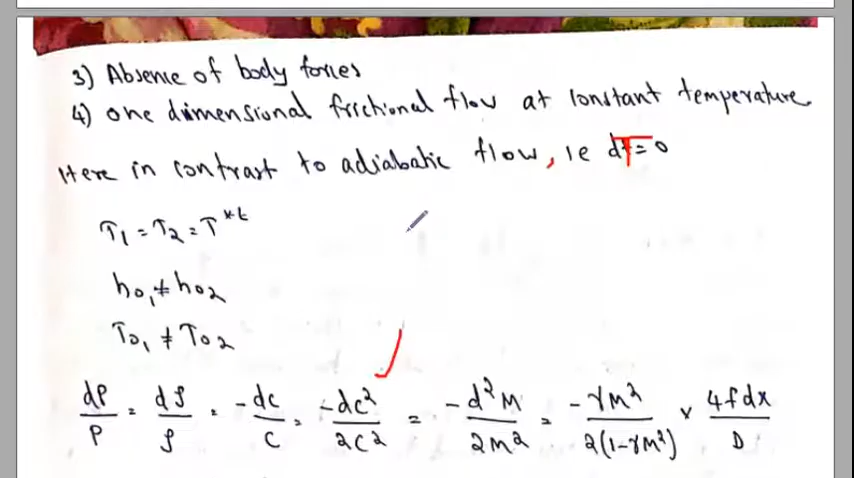 3) Absence of body forces
4) one dimensional frictional flow at constant temperature.
Here in contrast to adiabatic flow, ie dT=0
T₁ = T₂ = T*ᵗ
h₀₁ ≠ h₀₂
T₀₁ ≠ T₀₂
dP/P = dρ/ρ = -dc/c = -dc²/2c² = -d²M/2M² = -γM²/2(1-γM²) × 4fdx/D